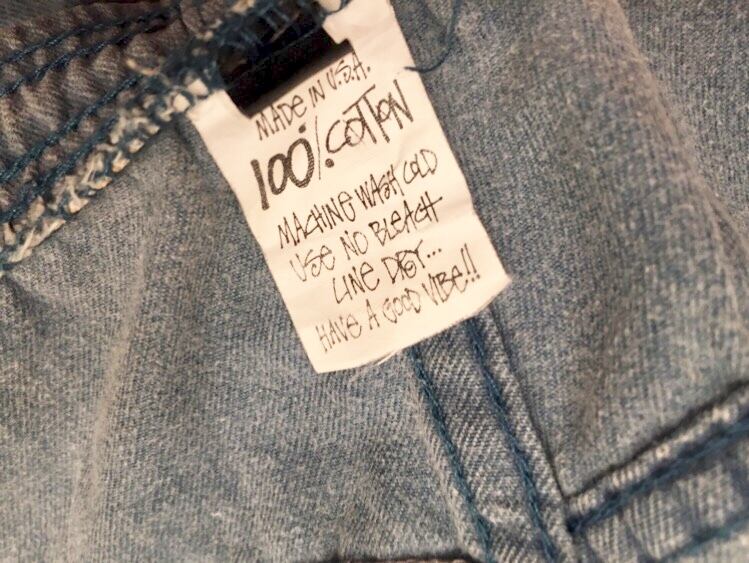 MADE IN U.S.A.
100% COTTON
MACHINE WASH COLD
USE NO BLEACH
LINE DRY...
HAVE A GOOD VIBE!!